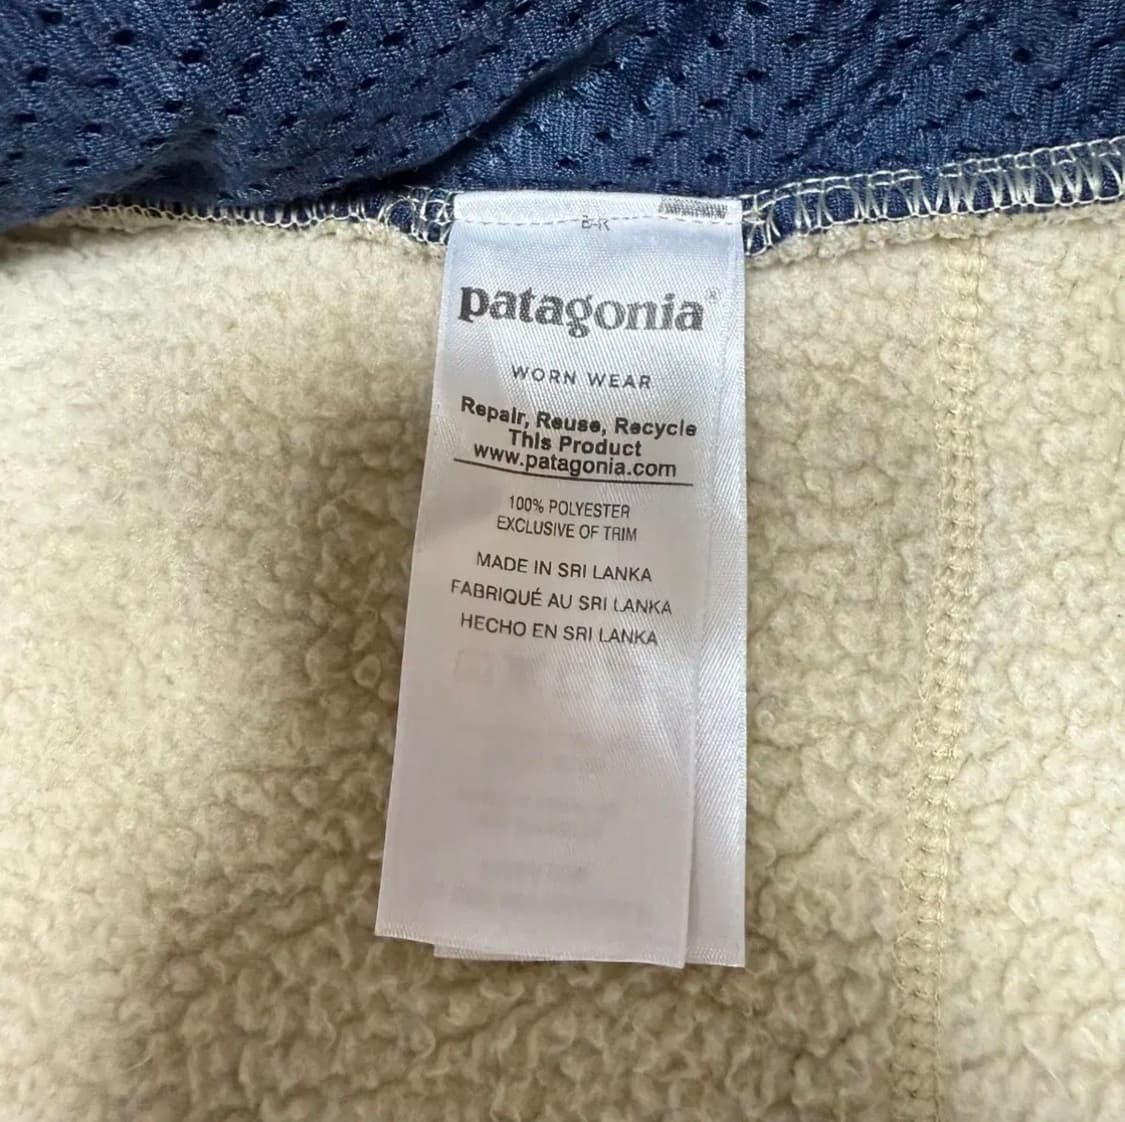 B-R
patagonia®
WORN WEAR
Repair, Reuse, Recycle
This Product
www.patagonia.com
100% POLYESTER
EXCLUSIVE OF TRIM
MADE IN SRI LANKA
FABRIQUÉ AU SRI LANKA
HECHO EN SRI LANKA